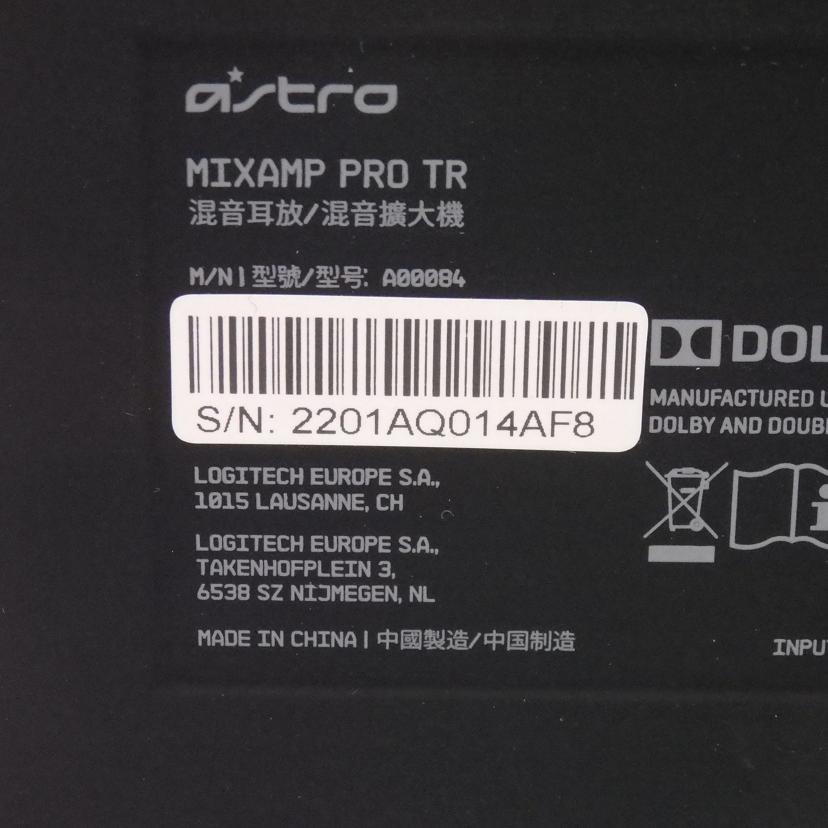 astro
MIXAMP PRO TR
混音耳放/混音擴大機
M/N | 型號/型号: A00084
S/N: 2201AQ014AF8
LOGITECH EUROPE S.A.,
1015 LAUSANNE, CH
LOGITECH EUROPE S.A.,
TAKENHOFPLEIN 3,
6538 SZ NIJMEGEN, NL
MADE IN CHINA | 中國製造/中国制造
DOL
MANUFACTURED U
DOLBY AND DOUB
INPU